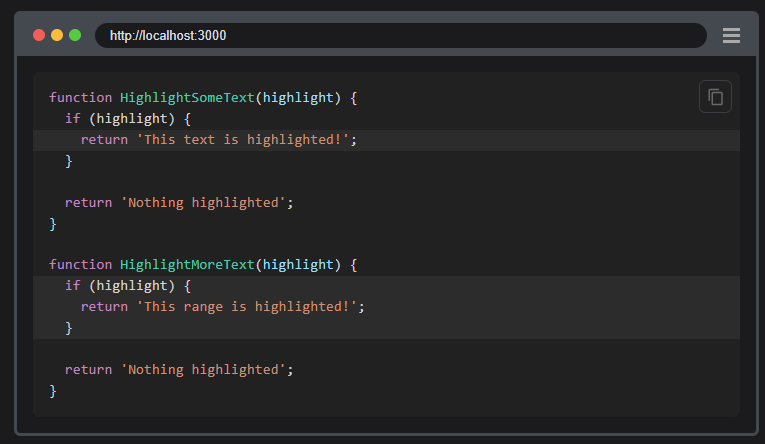 http://localhost:3000
function HighlightSomeText(highlight) {
  if (highlight) {
    return 'This text is highlighted!';
  }
  return 'Nothing highlighted';
}
function HighlightMoreText(highlight) {
  if (highlight) {
    return 'This range is highlighted!';
  }
  return 'Nothing highlighted';
}